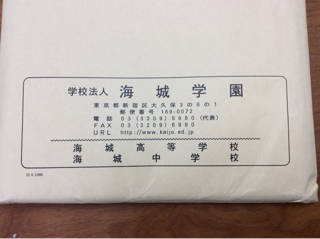 学校法人 海城学園
東京都新宿区大久保3の6の1
郵便番号 169-0072
電話 03(3209)5880(代表)
FAX 03(3209)6990
URL http://www.kaijo.ed.jp
海城高等学校
海城中学校